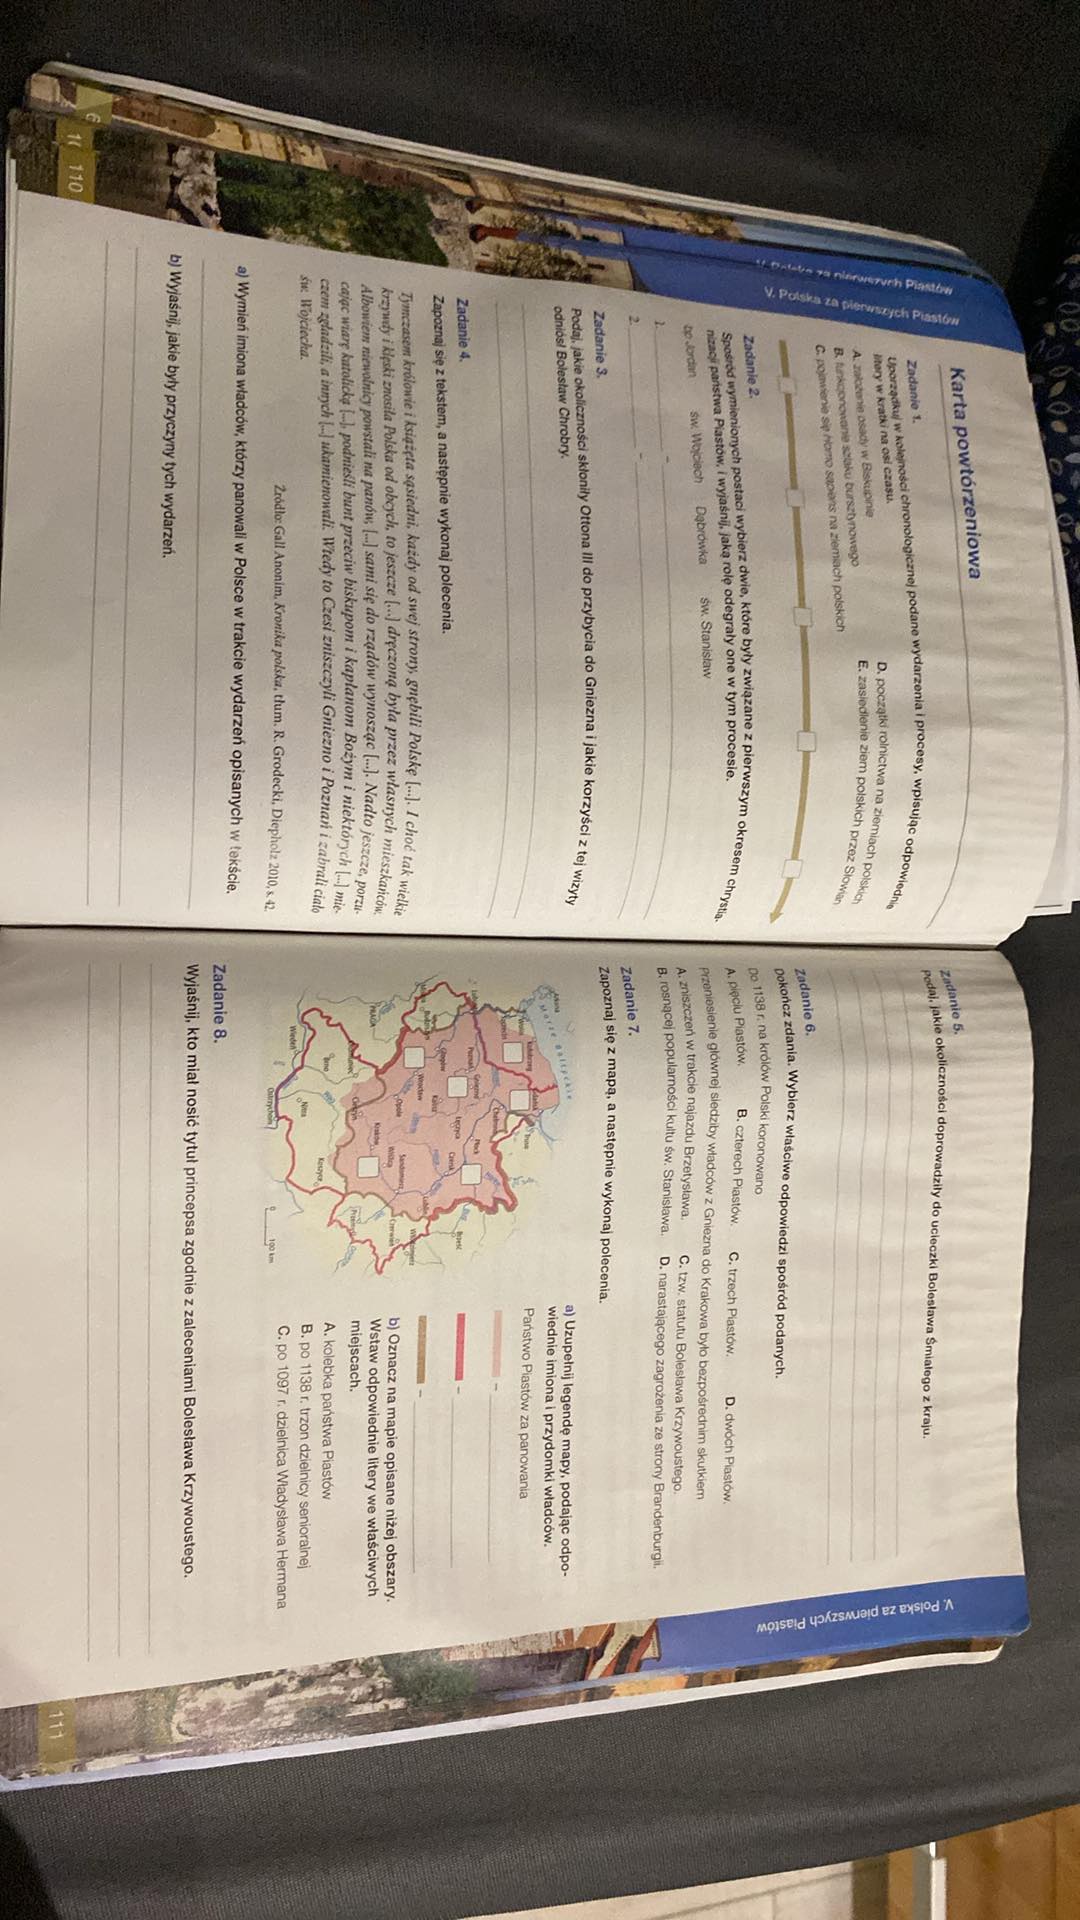 Karta powtórzeniowa
Zadanie 1.
Uporządkuj w kolejności chronologicznej podane wydarzenia i procesy, wpisując odpowiednie
litery w kratki na osi czasu.
A. założenie osady w Biskupinie
B. funkcjonowanie szlaku bursztynowego
C. pojawienie się Homo sapiens na ziemiach polskich
D. początki rolnictwa na ziemiach polskich
E. zasiedlenie ziem polskich przez Słowian
Zadanie 2.
Spośród wymienionych postaci wybierz dwie, które były związane z pierwszym okresem chrystia-
nizacji państwa Piastów, i wyjaśnij, jaką rolę odegrały one w tym procesie.
bp Jordan św. Wojciech Dąbrówka św. Stanisław
1. –
2. –
Zadanie 3.
Podaj, jakie okoliczności skłoniły Ottona III do przybycia do Gniezna i jakie korzyści z tej wizyty
odniósł Bolesław Chrobry.
Zadanie 4.
Zapoznaj się z tekstem, a następnie wykonaj polecenia.
Tymczasem królowie i książęta sąsiedni, każdy od swej strony, gnębili Polskę [...]. I choć tak wielkie
krzywdy i klęski znosiła Polska od obcych, to jeszcze [...] dręczoną była przez własnych mieszkańców.
Albowiem niewolnicy powstali na panów, [...] sami się do rządów wynosząc [...]. Nadto jeszcze, porzu-
cając wiarę katolicką [...], podnieśli bunt przeciw biskupom i kapłanom Bożym i niektórych [...] mie-
czem zgładzili, a innych [...] ukamienowali. Wtedy to Czesi zniszczyli Gniezno i Poznań i zabrali ciało
św. Wojciecha.
Źródło: Gall Anonim, Kronika polska, tłum. R. Grodecki, Diepholz 2010, s. 42.
a) Wymień imiona władców, którzy panowali w Polsce w trakcie wydarzeń opisanych w tekście.
b) Wyjaśnij, jakie były przyczyny tych wydarzeń.
110
V. Polska za pierwszych Piastów
Zadanie 5.
Podaj, jakie okoliczności doprowadziły do ucieczki Bolesława Śmiałego z kraju.
Zadanie 6.
Dokończ zdania. Wybierz właściwe odpowiedzi spośród podanych.
Do 1138 r. na królów Polski koronowano
A. pięciu Piastów. B. czterech Piastów. C. trzech Piastów. D. dwóch Piastów.
Przeniesienie głównej siedziby władców z Gniezna do Krakowa było bezpośrednim skutkiem
A. zniszczeń w trakcie najazdu Brzetysława. C. tzw. statutu Bolesława Krzywoustego.
B. rosnącej popularności kultu św. Stanisława. D. narastającego zagrożenia ze strony Brandenburgii.
Zadanie 7.
Zapoznaj się z mapą, a następnie wykonaj polecenia.
Arkona
Morze Bałtyckie
Kołobrzeg
Gdańsk
Truso
Wolin
Szczecin
Chełmno
Lubusz
Poznań
Gniezno
Płock
Łęczyca
Czersk
Brześć
Głogów
Kalisz
Budziszyn
Wrocław
Lublin
Włodzimierz
Opole
Sandomierz
Wiślica
Czerwień
PRAGA
Kraków
Cieszyn
Przemyśl
Ołomuniec
Brno
Koszyce
Nitra
Wiedeń
Ostrzyhom
0 100 km
a) Uzupełnij legendę mapy, podając odpo-
wiednie imiona i przydomki władców.
Państwo Piastów za panowania
–
–
–
b) Oznacz na mapie opisane niżej obszary.
Wstaw odpowiednie litery we właściwych
miejscach.
A. kolebka państwa Piastów
B. po 1138 r. trzon dzielnicy senioralnej
C. po 1097 r. dzielnica Władysława Hermana
Zadanie 8.
Wyjaśnij, kto miał nosić tytuł princepsa zgodnie z zaleceniami Bolesława Krzywoustego.
V. Polska za pierwszych Piastów
111